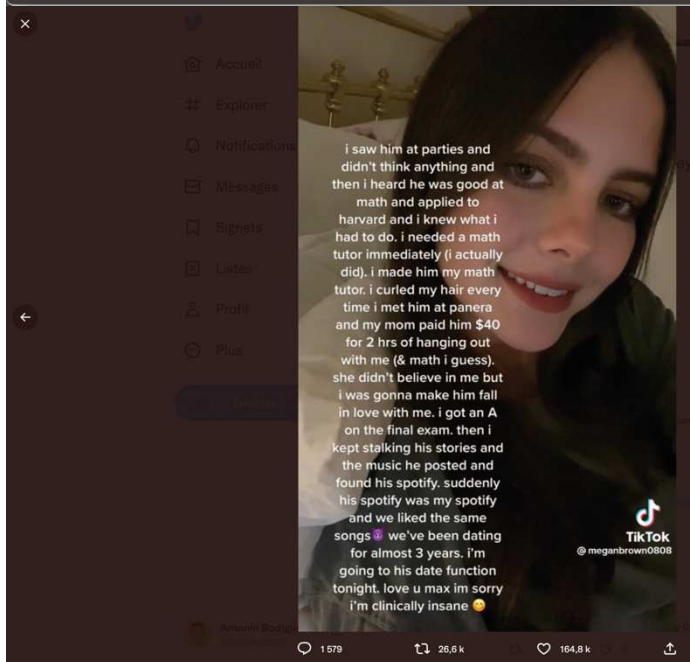 Accueil
Explorer
Notifications
Messages
Signets
Listes
Profil
Plus
i saw him at parties and
didn't think anything and
then i heard he was good at
math and applied to
harvard and i knew what i
had to do. i needed a math
tutor immediately (i actually
did). i made him my math
tutor. i curled my hair every
time i met him at panera
and my mom paid him $40
for 2 hrs of hanging out
with me (& math i guess).
she didn't believe in me but
i was gonna make him fall
in love with me. i got an A
on the final exam. then i
kept stalking his stories and
the music he posted and
found his spotify. suddenly
his spotify was my spotify
and we liked the same
songs😈 we've been dating
for almost 3 years. i'm
going to his date function
tonight. love u max im sorry
i'm clinically insane 😋
TikTok
@ meganbrown0808
1 579
26,6 k
164,8 k